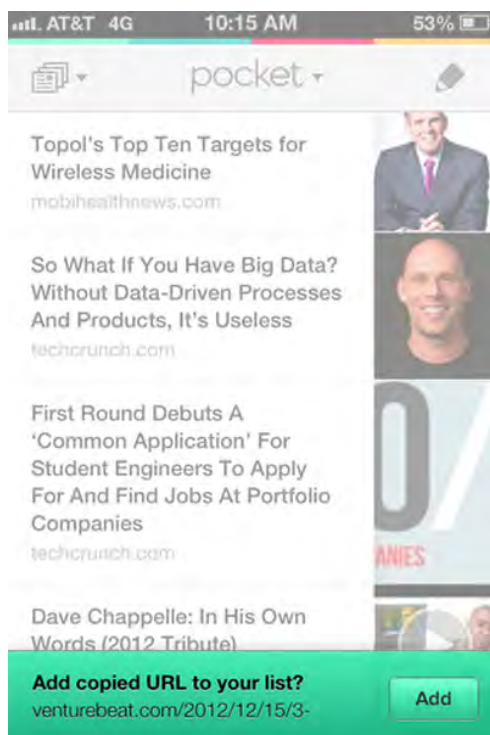 AT&T 4G 10:15 AM 53%
pocket
Topol's Top Ten Targets for
Wireless Medicine
mobihealthnews.com
So What If You Have Big Data?
Without Data-Driven Processes
And Products, It's Useless
techcrunch.com
First Round Debuts A
‘Common Application’ For
Student Engineers To Apply
For And Find Jobs At Portfolio
Companies
techcrunch.com
0/
ANIES
Dave Chappelle: In His Own
Words (2012 Tribute)
Add copied URL to your list?
venturebeat.com/2012/12/15/3-
Add